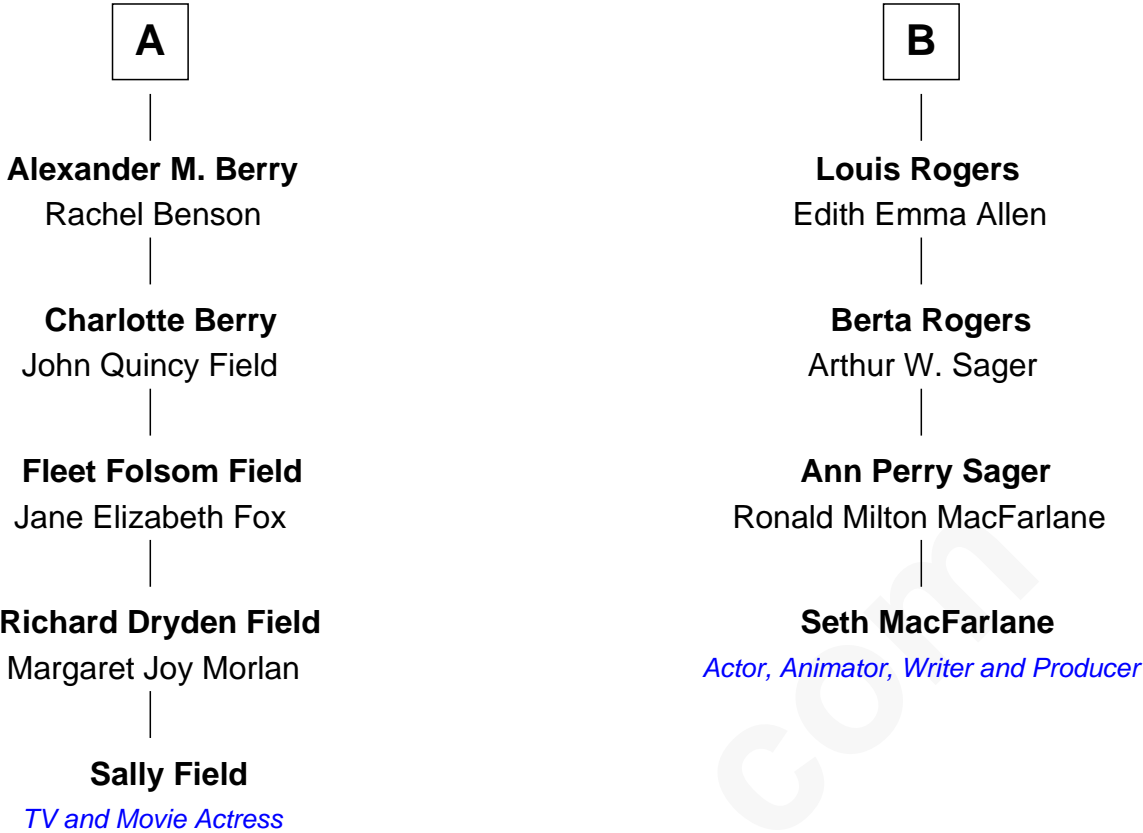 A
Alexander M. Berry
Rachel Benson
Charlotte Berry
John Quincy Field
Fleet Folsom Field
Jane Elizabeth Fox
Richard Dryden Field
Margaret Joy Morlan
Sally Field
TV and Movie Actress
B
Louis Rogers
Edith Emma Allen
Berta Rogers
Arthur W. Sager
Ann Perry Sager
Ronald Milton MacFarlane
Seth MacFarlane
Actor, Animator, Writer and Producer
com